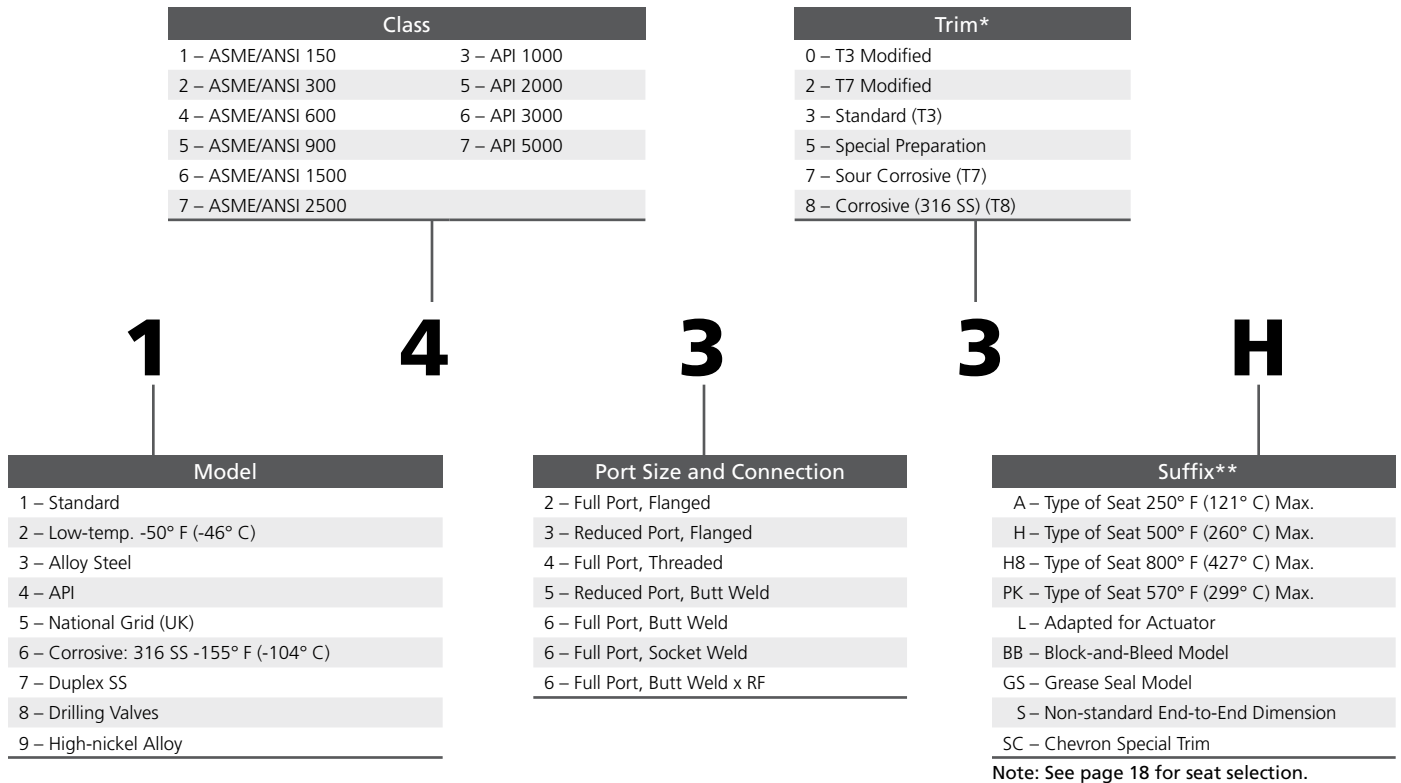 Class
1 – ASME/ANSI 150 3 – API 1000
2 – ASME/ANSI 300 5 – API 2000
4 – ASME/ANSI 600 6 – API 3000
5 – ASME/ANSI 900 7 – API 5000
6 – ASME/ANSI 1500
7 – ASME/ANSI 2500
Trim*
0 – T3 Modified
2 – T7 Modified
3 – Standard (T3)
5 – Special Preparation
7 – Sour Corrosive (T7)
8 – Corrosive (316 SS) (T8)
1 4 3 3 H
Model
1 – Standard
2 – Low-temp. -50° F (-46° C)
3 – Alloy Steel
4 – API
5 – National Grid (UK)
6 – Corrosive: 316 SS -155° F (-104° C)
7 – Duplex SS
8 – Drilling Valves
9 – High-nickel Alloy
Port Size and Connection
2 – Full Port, Flanged
3 – Reduced Port, Flanged
4 – Full Port, Threaded
5 – Reduced Port, Butt Weld
6 – Full Port, Butt Weld
6 – Full Port, Socket Weld
6 – Full Port, Butt Weld x RF
Suffix**
A – Type of Seat 250° F (121° C) Max.
H – Type of Seat 500° F (260° C) Max.
H8 – Type of Seat 800° F (427° C) Max.
PK – Type of Seat 570° F (299° C) Max.
L – Adapted for Actuator
BB – Block-and-Bleed Model
GS – Grease Seal Model
S – Non-standard End-to-End Dimension
SC – Chevron Special Trim
Note: See page 18 for seat selection.